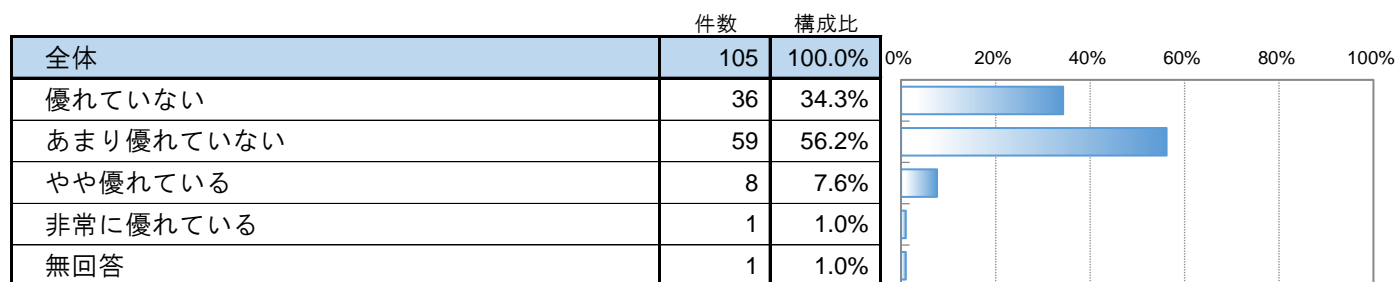 件数 構成比
全体 105 100.0% 0% 20% 40% 60% 80% 100%
優れていない 36 34.3%
あまり優れていない 59 56.2%
やや優れている 8 7.6%
非常に優れている 1 1.0%
無回答 1 1.0%